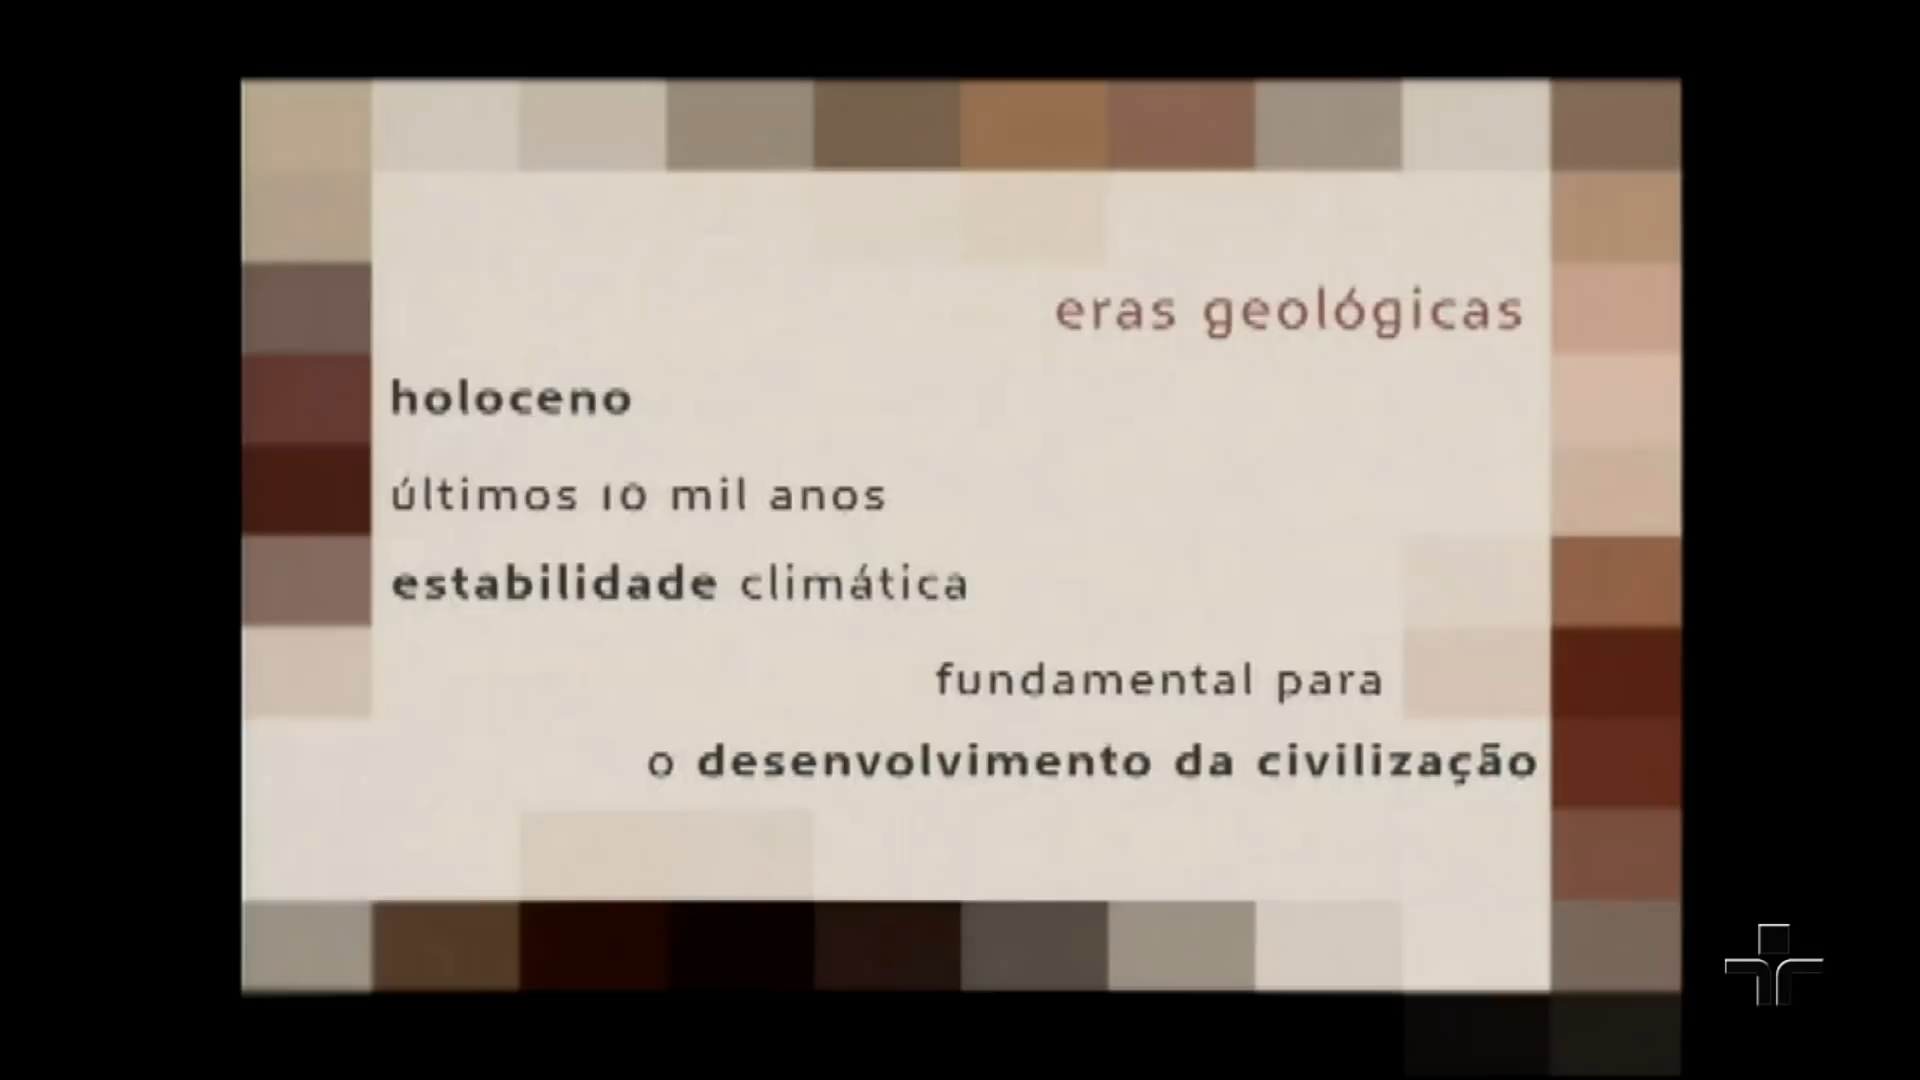 eras geológicas
holoceno
últimos 10 mil anos
estabilidade climática
fundamental para
o desenvolvimento da civilização